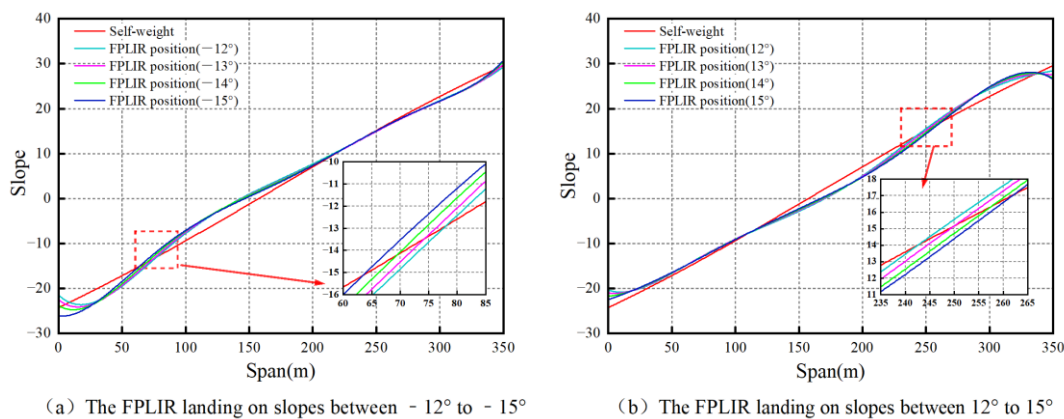 40
30
20
10
0
−10
−20
−30
Slope
0 50 100 150 200 250 300 350
Span(m)
Self-weight
FPLIR position(−12°)
FPLIR position(−13°)
FPLIR position(−14°)
FPLIR position(−15°)
-10
-11
-12
-13
-14
-15
-16
60 65 70 75 80 85
(a) The FPLIR landing on slopes between - 12° to - 15°
40
30
20
10
0
−10
−20
−30
Slope
0 50 100 150 200 250 300 350
Span(m)
Self-weight
FPLIR position(12°)
FPLIR position(13°)
FPLIR position(14°)
FPLIR position(15°)
18
17
16
15
14
13
12
11
235 240 245 250 255 260 265
(b) The FPLIR landing on slopes between 12° to 15°